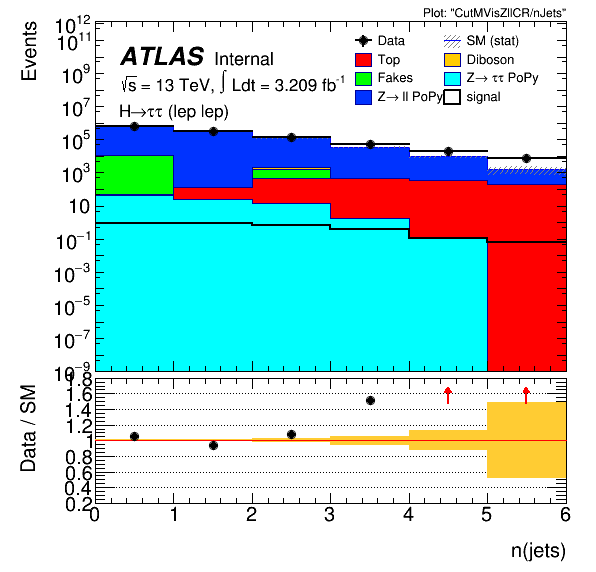 Plot: "CutMVisZllCR/nJets"
Events
10¹²
10¹¹
10⁹
10⁷
10⁵
10³
10
10⁻¹
10⁻³
10⁻⁵
10⁻⁷
10⁻⁹
ATLAS Internal
√s = 13 TeV, ∫ Ldt = 3.209 fb⁻¹
H→ττ (lep lep)
Data
SM (stat)
Top
Diboson
Fakes
Z→ ττ PoPy
Z→ ll PoPy
signal
Data / SM
1.8
1.6
1.4
1.2
1
0.8
0.6
0.4
0.2
0 1 2 3 4 5 6
n(jets)